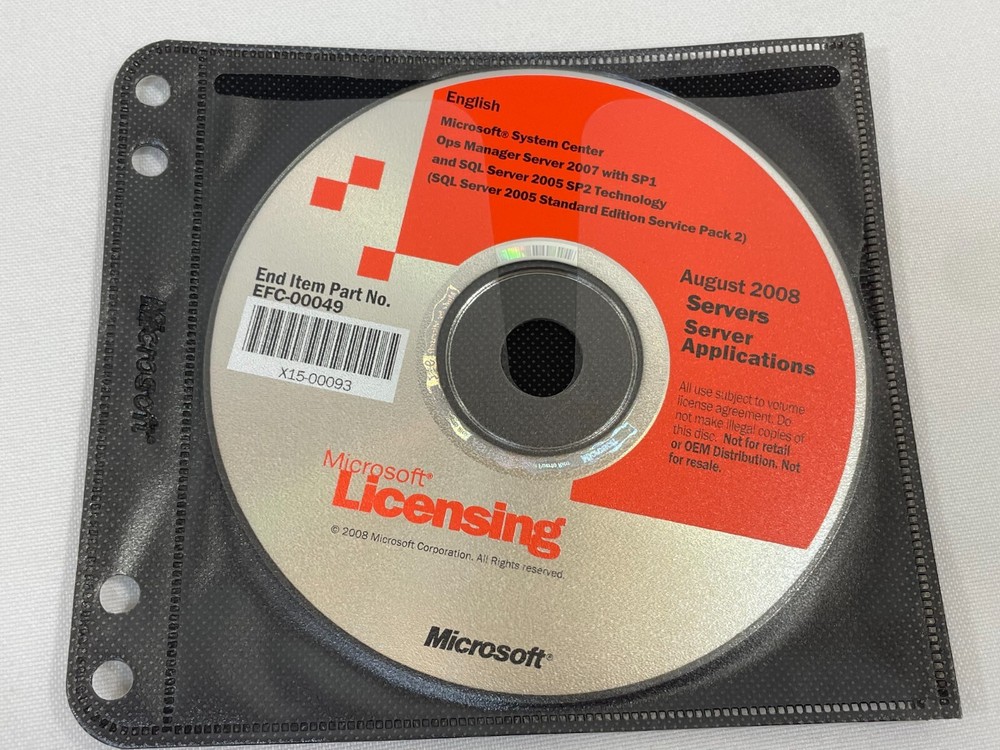 English
Microsoft® System Center
Ops Manager Server 2007 with SP1
and SQL Server 2005 SP2 Technology
(SQL Server 2005 Standard Edition Service Pack 2)
End Item Part No.
EFC-00049
X15-00093
August 2008
Servers
Server
Applications
All use subject to volume
license agreement. Do
not make illegal copies of
this disc. Not for retail
or OEM Distribution. Not
for resale.
Microsoft®
Licensing
© 2008 Microsoft Corporation. All Rights reserved.
Microsoft®
Microsoft®